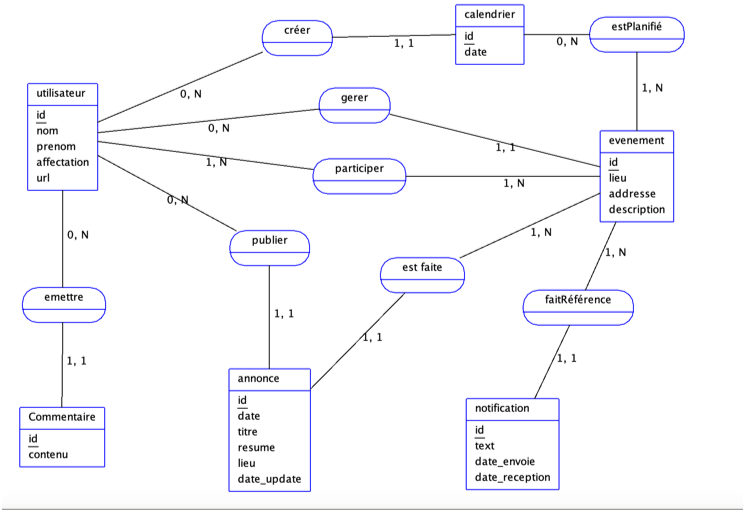 calendrier
id
date
créer
1, 1
0, N
estPlanifié
0, N
1, N
utilisateur
id
nom
prenom
affectation
url
gerer
0, N
1, 1
evenement
id
lieu
addresse
description
participer
1, N
1, N
0, N
publier
1, N
est faite
0, N
1, N
emettre
faitRéférence
1, 1
1, 1
1, 1
1, 1
annonce
id
date
titre
resume
lieu
date_update
Commentaire
id
contenu
notification
id
text
date_envoie
date_reception